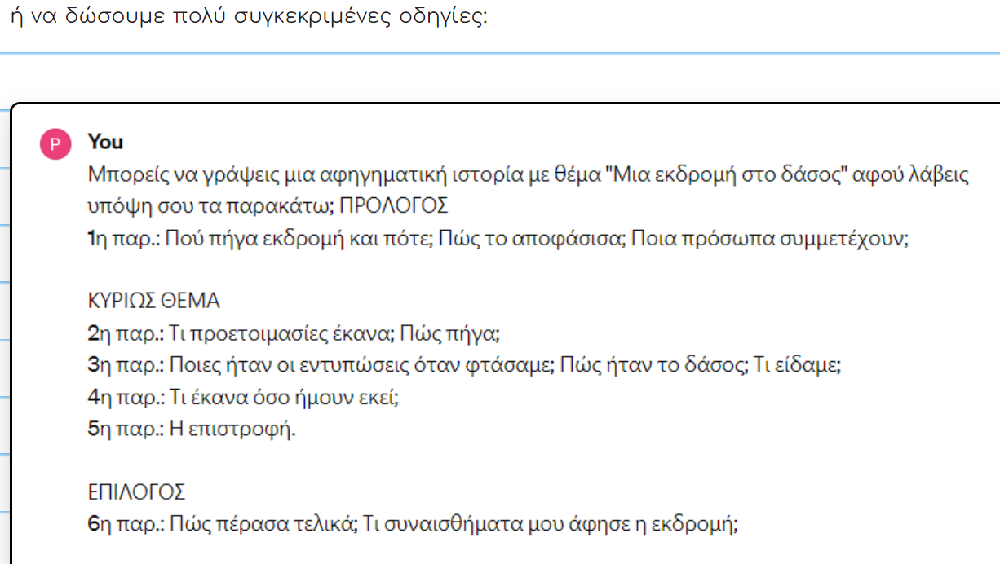 ή να δώσουμε πολύ συγκεκριμένες οδηγίες:
P
You
Μπορείς να γράψεις μια αφηγηματική ιστορία με θέμα "Μια εκδρομή στο δάσος" αφού λάβεις
υπόψη σου τα παρακάτω; ΠΡΟΛΟΓΟΣ
1η παρ.: Πού πήγα εκδρομή και πότε; Πώς το αποφάσισα; Ποια πρόσωπα συμμετέχουν;
ΚΥΡΙΩΣ ΘΕΜΑ
2η παρ.: Τι προετοιμασίες έκανα; Πώς πήγα;
3η παρ.: Ποιες ήταν οι εντυπώσεις όταν φτάσαμε; Πώς ήταν το δάσος; Τι είδαμε;
4η παρ.: Τι έκανα όσο ήμουν εκεί;
5η παρ.: Η επιστροφή.
ΕΠΙΛΟΓΟΣ
6η παρ.: Πώς πέρασα τελικά; Τι συναισθήματα μου άφησε η εκδρομή;